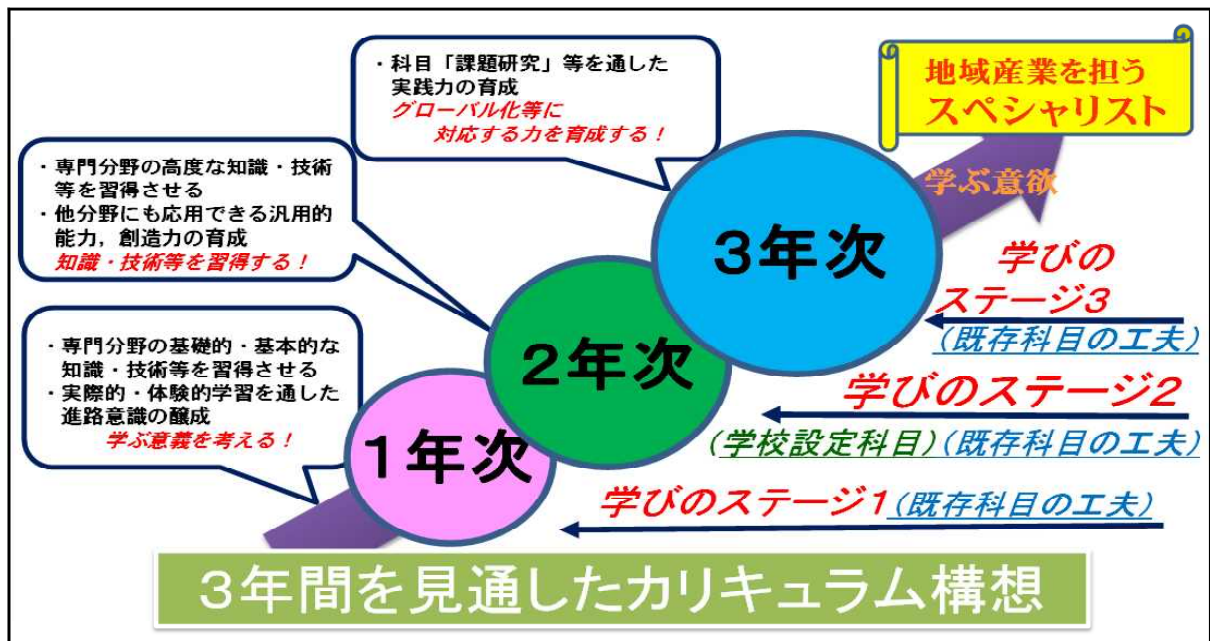 ・科目「課題研究」等を通した
実践力の育成
グローバル化等に
対応する力を育成する！
地域産業を担う
スペシャリスト
学ぶ意欲
・専門分野の高度な知識・技術
等を習得させる
・他分野にも応用できる汎用的
能力，創造力の育成
知識・技術等を習得する！
3年次
学びの
ステージ3
(既存科目の工夫)
・専門分野の基礎的・基本的な
知識・技術等を習得させる
・実際的・体験的学習を通した
進路意識の醸成
学ぶ意義を考える！
2年次
学びのステージ2
(学校設定科目)(既存科目の工夫)
1年次
学びのステージ1(既存科目の工夫)
3年間を見通したカリキュラム構想